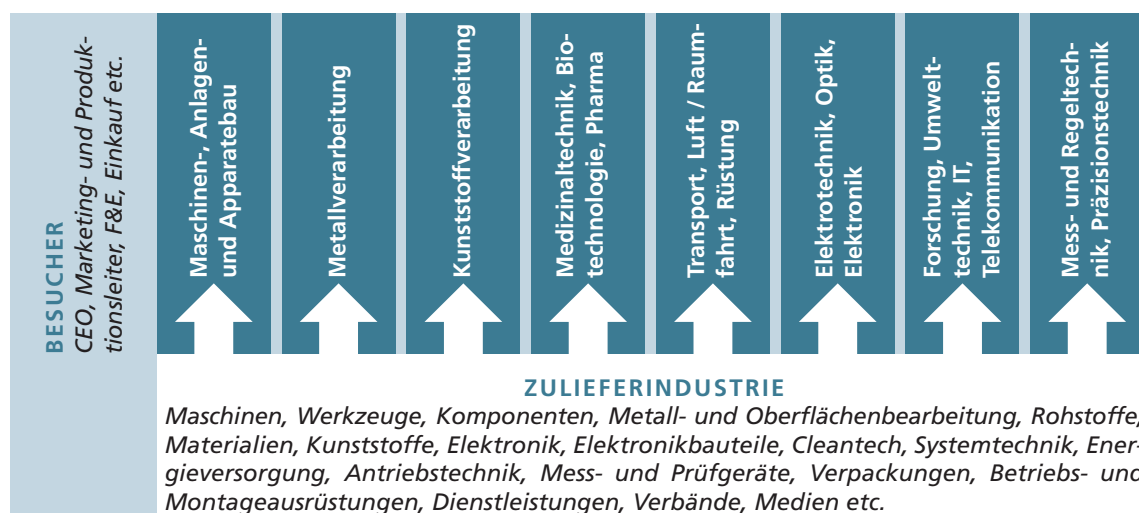 BESUCHER
CEO, Marketing- und Produk-
tionsleiter, F&E, Einkauf etc.
Maschinen-, Anlagen-
und Apparatebau
Metallverarbeitung
Kunststoffverarbeitung
Medizinaltechnik, Bio-
technologie, Pharma
Transport, Luft / Raum-
fahrt, Rüstung
Elektrotechnik, Optik,
Elektronik
Forschung, Umwelt-
technik, IT,
Telekommunikation
Mess- und Regeltech-
nik, Präzisionstechnik
ZULIEFERINDUSTRIE
Maschinen, Werkzeuge, Komponenten, Metall- und Oberflächenbearbeitung, Rohstoffe,
Materialien, Kunststoffe, Elektronik, Elektronikbauteile, Cleantech, Systemtechnik, Ener-
gieversorgung, Antriebstechnik, Mess- und Prüfgeräte, Verpackungen, Betriebs- und
Montageausrüstungen, Dienstleistungen, Verbände, Medien etc.